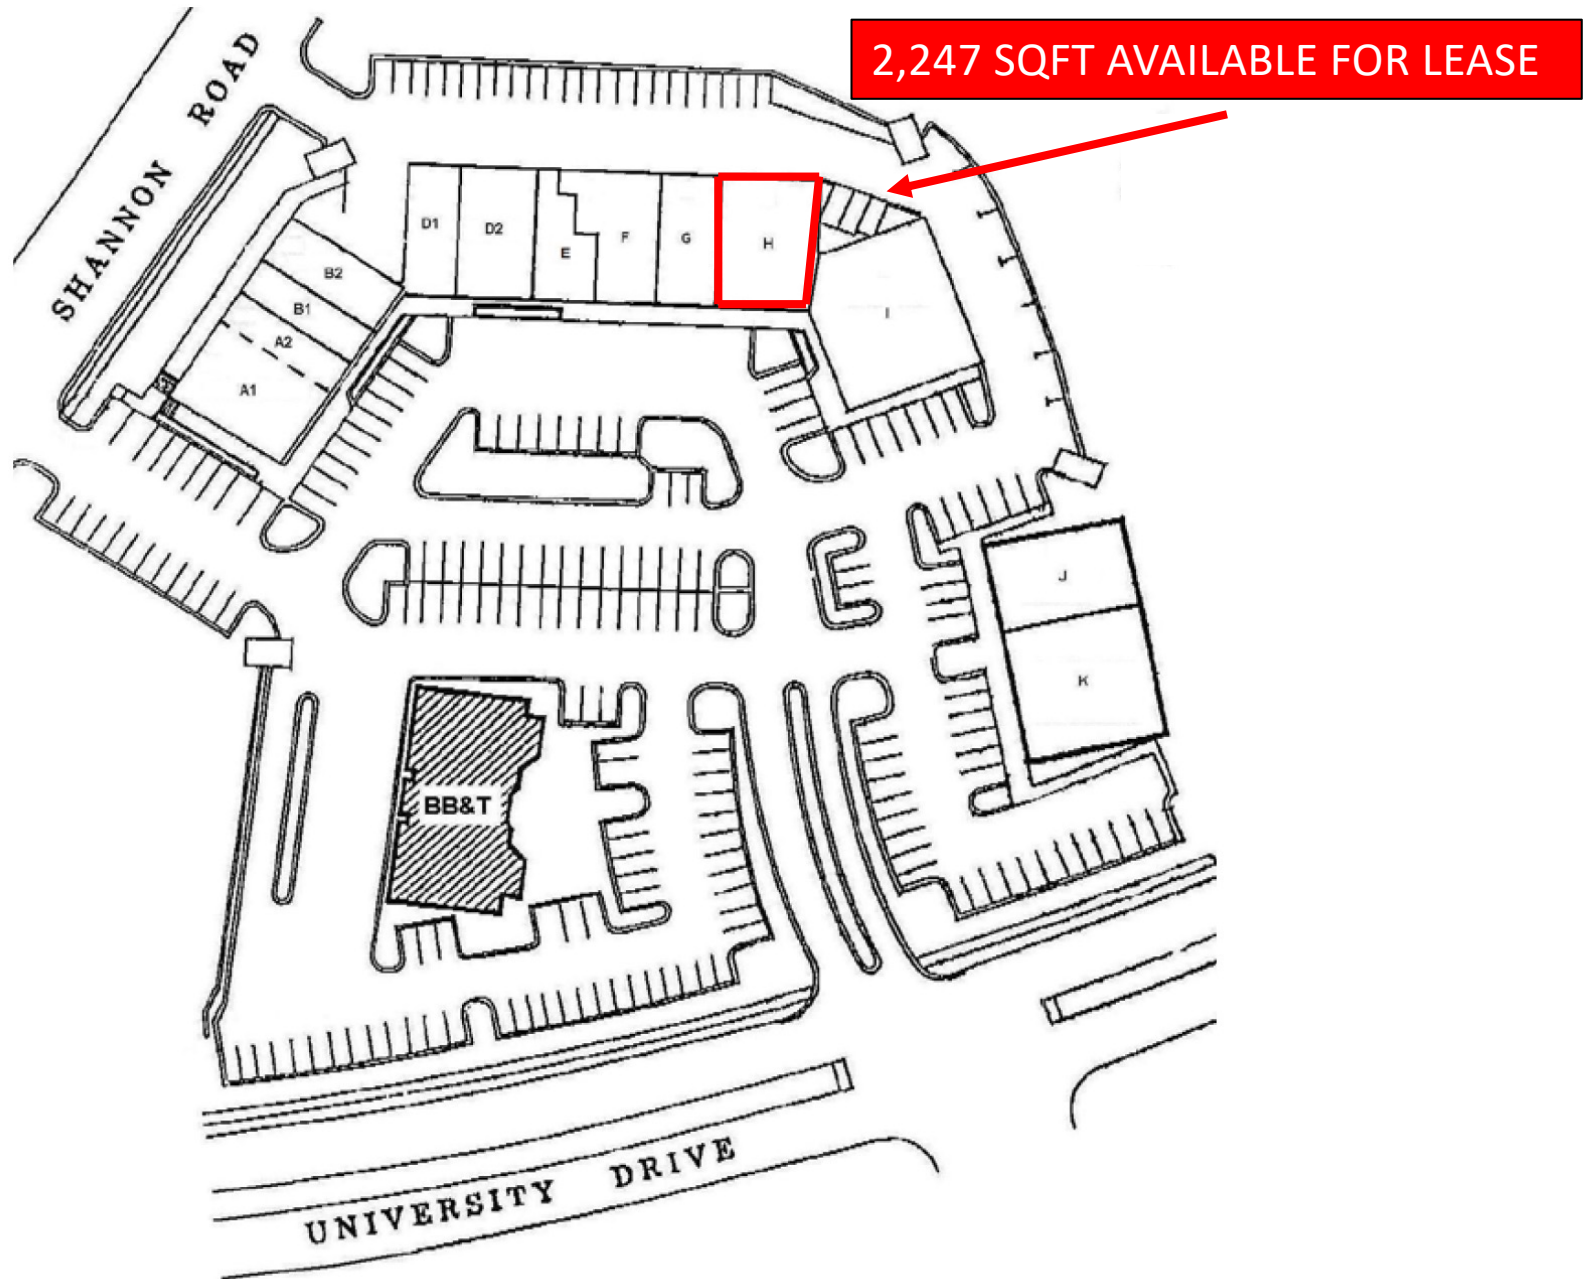 2,247 SQFT AVAILABLE FOR LEASE
SHANNON ROAD
D1
D2
E
F
G
H
B2
B1
A2
A1
I
J
K
BB&T
UNIVERSITY DRIVE